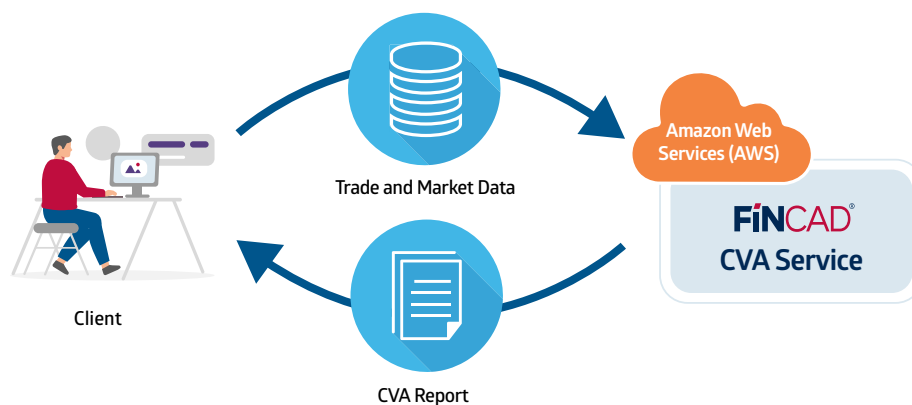 Trade and Market Data
Client
CVA Report
Amazon Web
Services (AWS)
FINCAD®
CVA Service